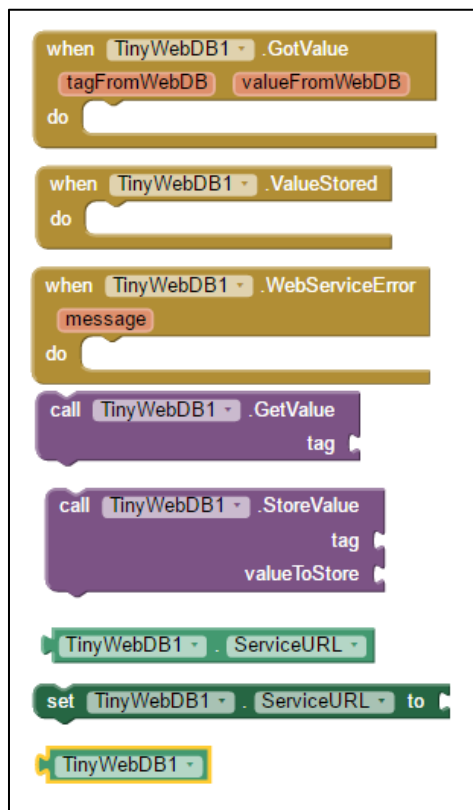 when TinyWebDB1 .GotValue
tagFromWebDB valueFromWebDB
do
when TinyWebDB1 .ValueStored
do
when TinyWebDB1 .WebServiceError
message
do
call TinyWebDB1 .GetValue
tag
call TinyWebDB1 .StoreValue
tag
valueToStore
TinyWebDB1 . ServiceURL
set TinyWebDB1 . ServiceURL to
TinyWebDB1